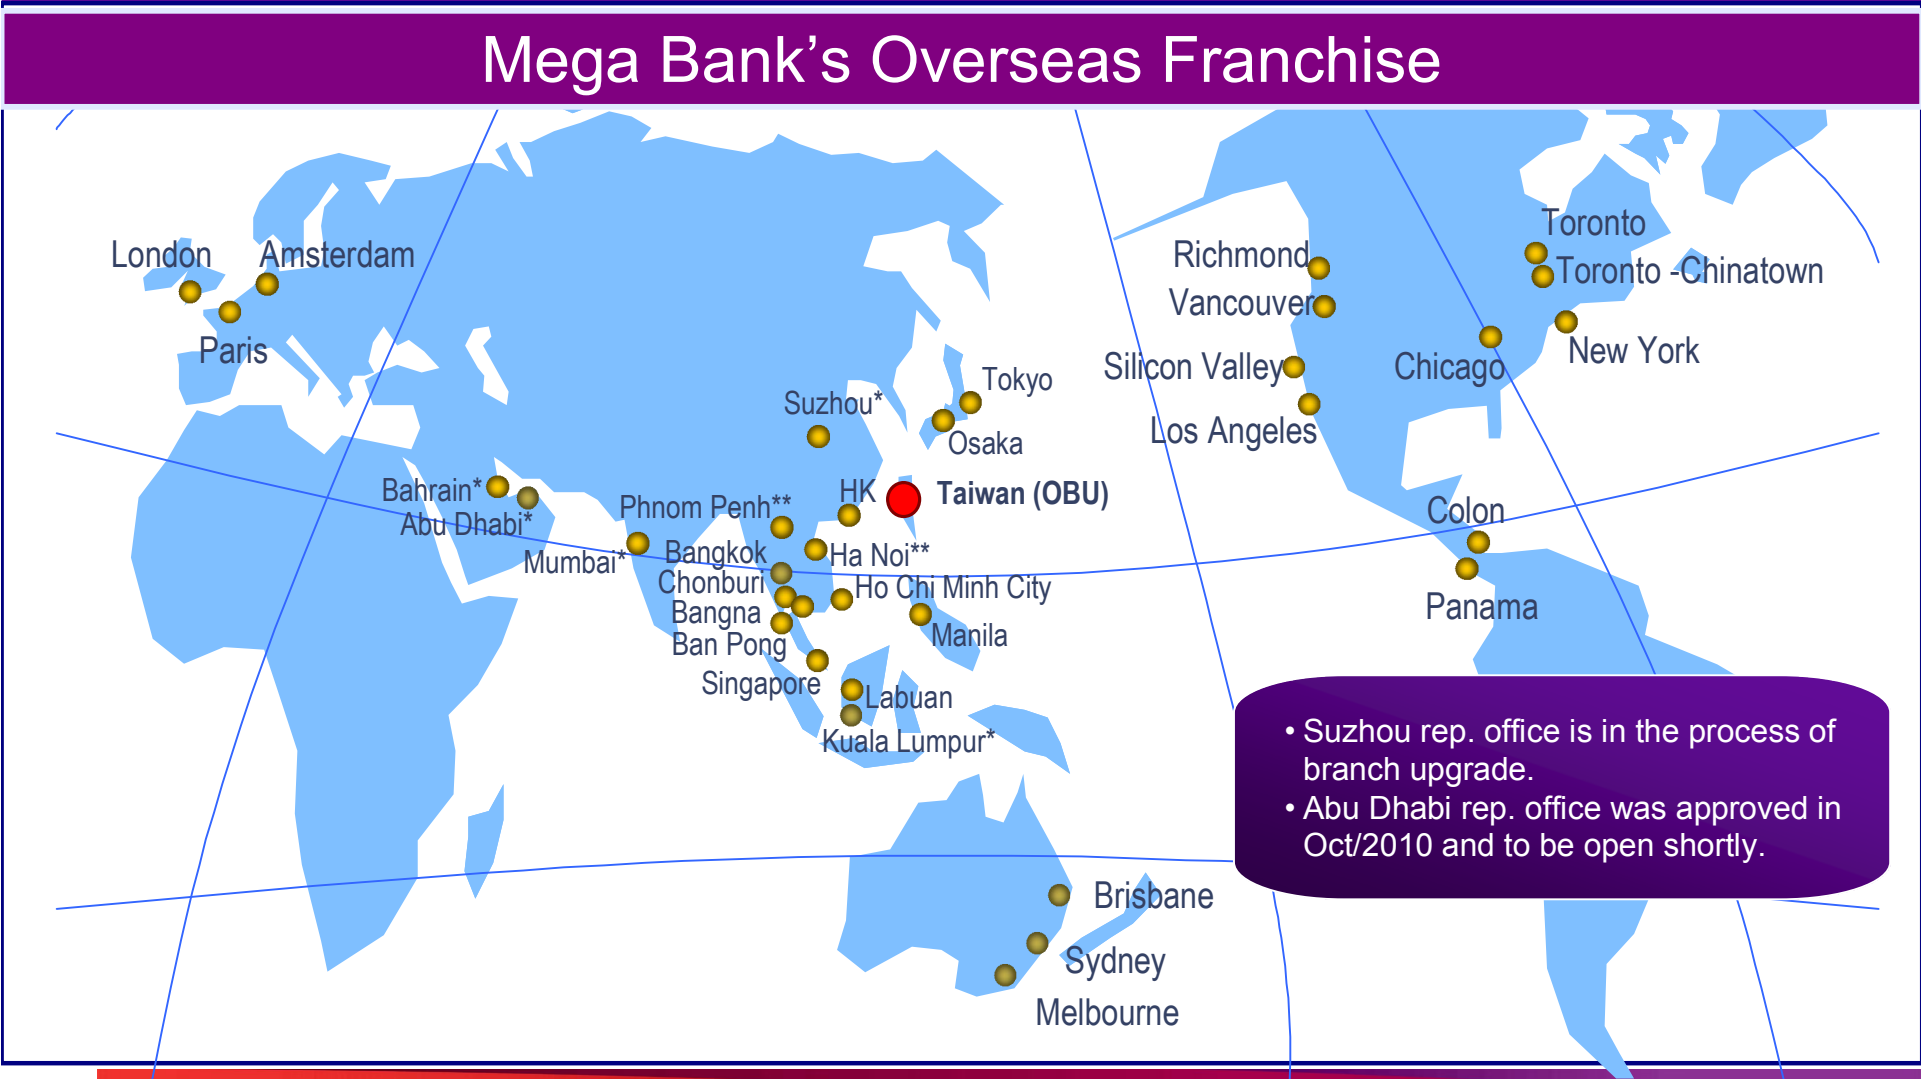 Mega Bank’s Overseas Franchise
London
Amsterdam
Paris
Richmond
Vancouver
Silicon Valley
Los Angeles
Toronto
Toronto -Chinatown
New York
Chicago
Tokyo
Suzhou*
Osaka
Bahrain*
Abu Dhabi*
Mumbai*
Phnom Penh**
HK
Taiwan (OBU)
Bangkok
Ha Noi**
Chonburi
Ho Chi Minh City
Bangna
Manila
Ban Pong
Singapore
Labuan
Kuala Lumpur*
Colon
Panama
• Suzhou rep. office is in the process of
branch upgrade.
• Abu Dhabi rep. office was approved in
Oct/2010 and to be open shortly.
Brisbane
Sydney
Melbourne